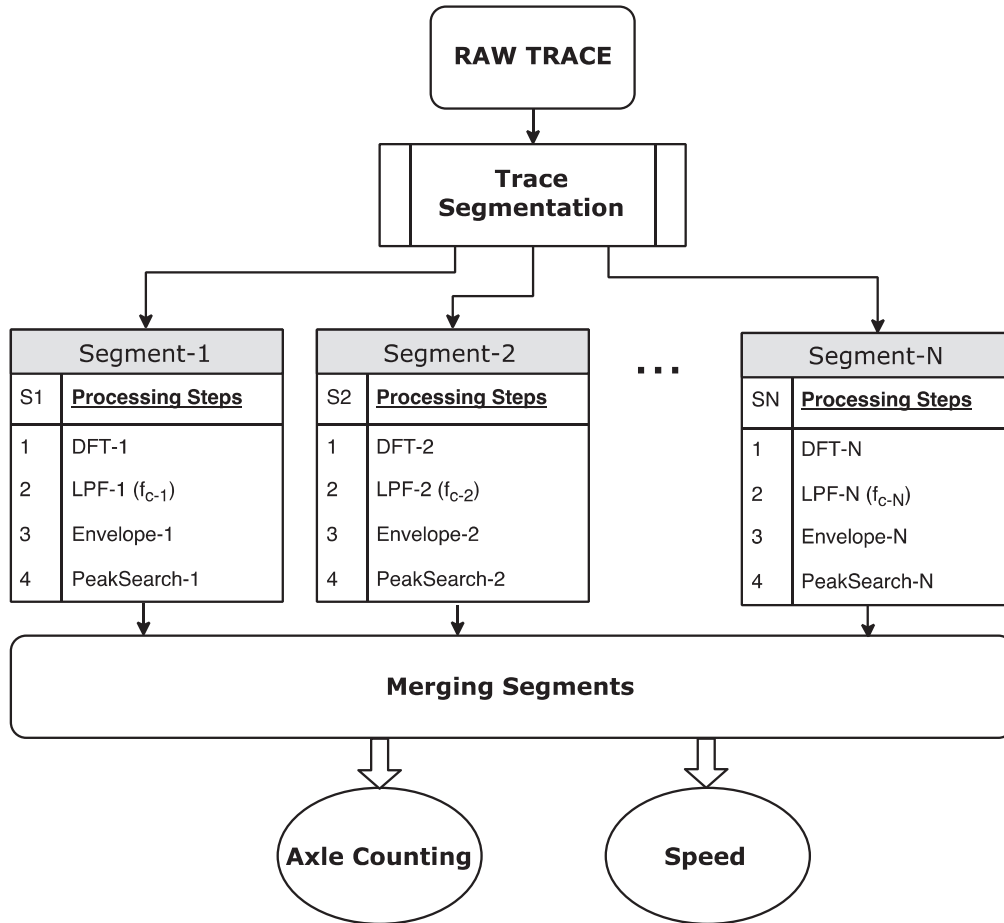 RAW TRACE
Trace
Segmentation
Segment-1
S1 Processing Steps
1 DFT-1
2 LPF-1 (fc-1)
3 Envelope-1
4 PeakSearch-1
Segment-2
S2 Processing Steps
1 DFT-2
2 LPF-2 (fc-2)
3 Envelope-2
4 PeakSearch-2
...
Segment-N
SN Processing Steps
1 DFT-N
2 LPF-N (fc-N)
3 Envelope-N
4 PeakSearch-N
Merging Segments
Axle Counting
Speed